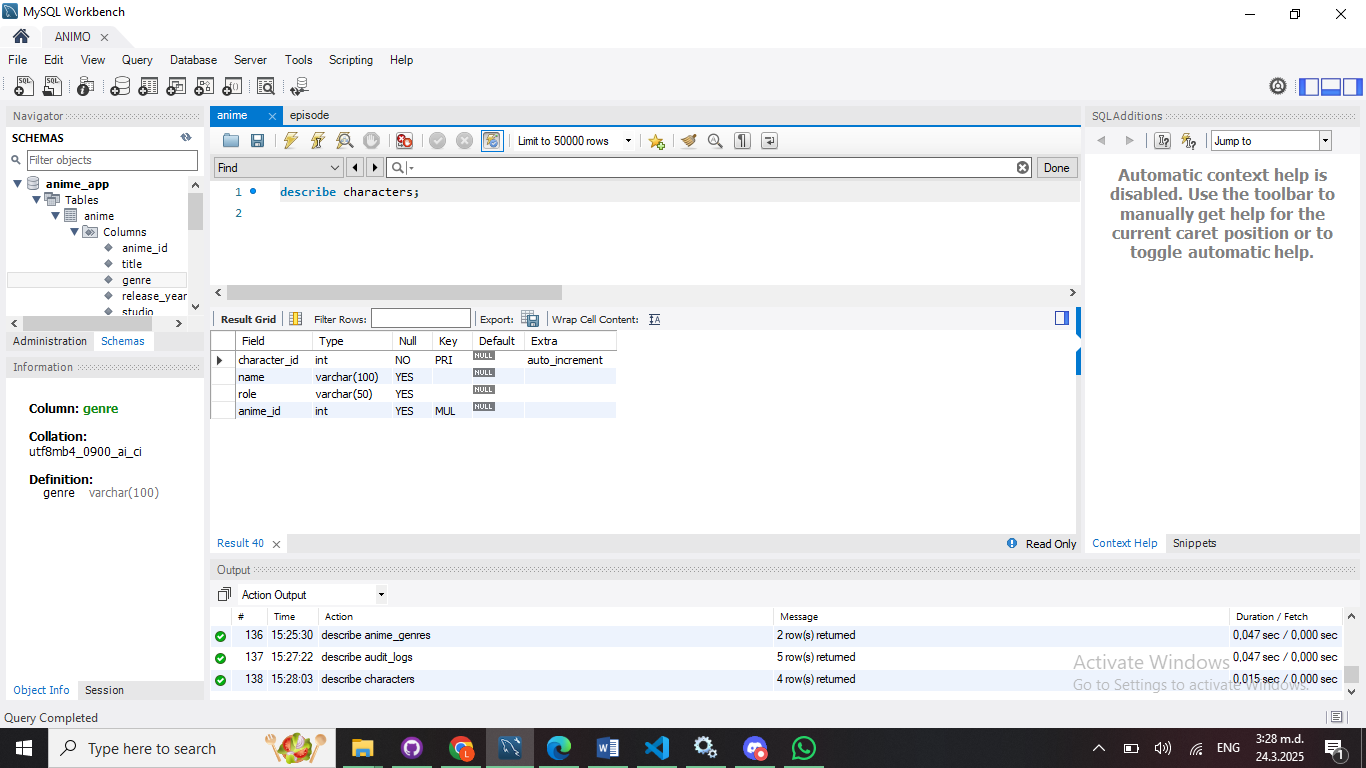 MySQL Workbench
ANIMO
File Edit View Query Database Server Tools Scripting Help
Navigator
SCHEMAS
Filter objects
anime_app
Tables
anime
Columns
anime_id
title
genre
release_year
studio
Administration Schemas
Information
Column: genre
Collation:
utf8mb4_0900_ai_ci
Definition:
genre varchar(100)
Object Info Session
anime episode
Limit to 50000 rows
Find Done
1 describe characters;
2
Result Grid Filter Rows: Export: Wrap Cell Content:
Field Type Null Key Default Extra
character_id int NO PRI NULL auto_increment
name varchar(100) YES NULL
role varchar(50) YES NULL
anime_id int YES MUL NULL
Result 40 Read Only
SQLAdditions
Jump to
Automatic context help is
disabled. Use the toolbar to
manually get help for the
current caret position or to
toggle automatic help.
Context Help Snippets
Output
Action Output
# Time Action Message Duration / Fetch
136 15:25:30 describe anime_genres 2 row(s) returned 0,047 sec / 0,000 sec
137 15:27:22 describe audit_logs 5 row(s) returned 0,047 sec / 0,000 sec
138 15:28:03 describe characters 4 row(s) returned 0,015 sec / 0,000 sec
Activate Windows
Go to Settings to activate Windows.
Query Completed
Type here to search
ENG
3:28 m.d.
24.3.2025
1